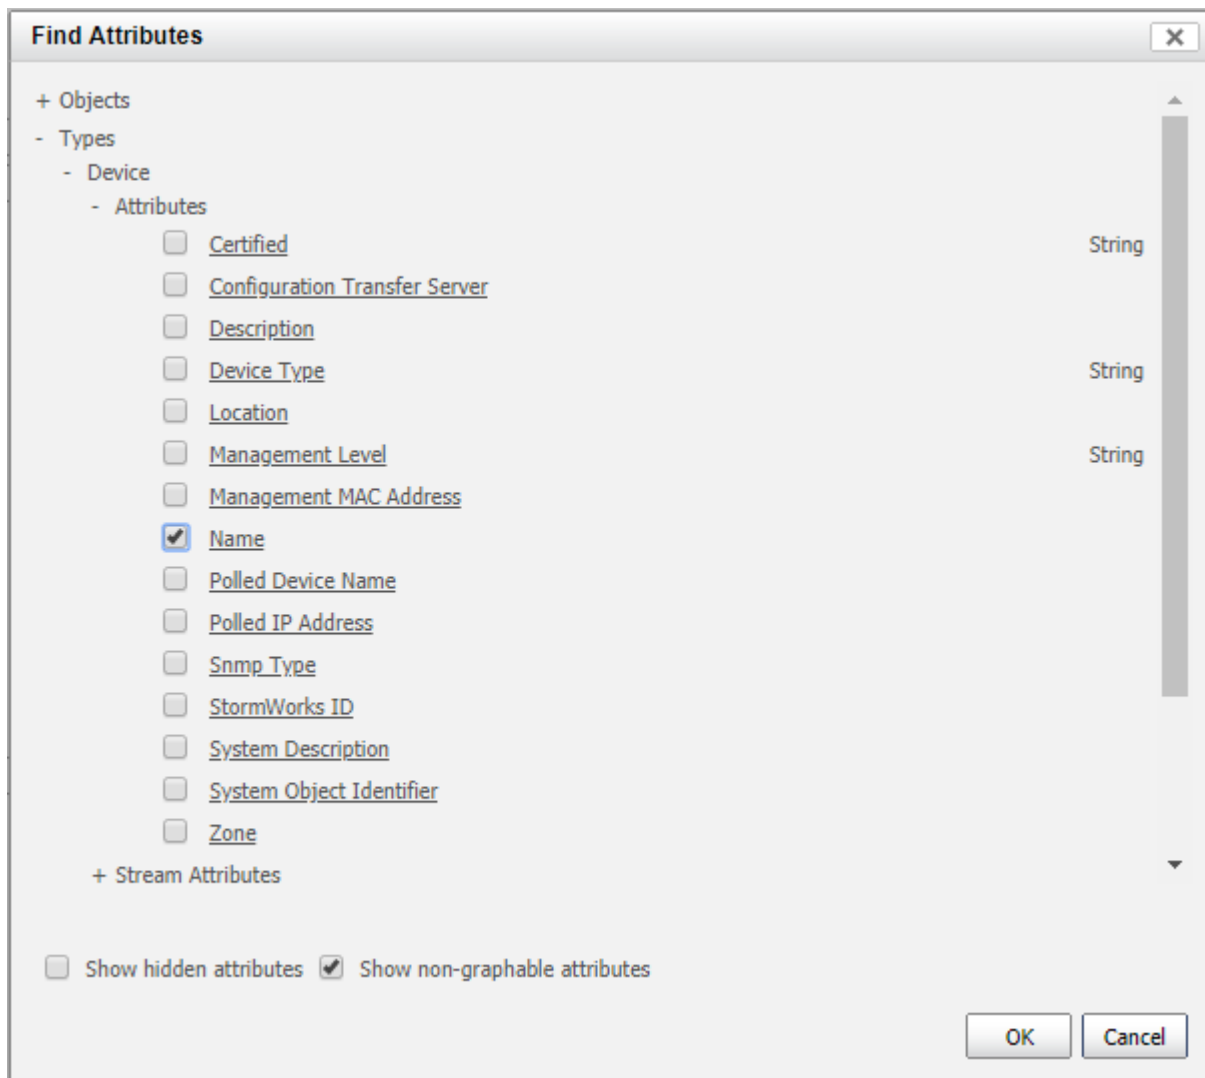 Find Attributes
+ Objects
- Types
- Device
- Attributes
Certified String
Configuration Transfer Server
Description
Device Type String
Location
Management Level String
Management MAC Address
Name
Polled Device Name
Polled IP Address
Snmp Type
StormWorks ID
System Description
System Object Identifier
Zone
+ Stream Attributes
Show hidden attributes Show non-graphable attributes
OK Cancel